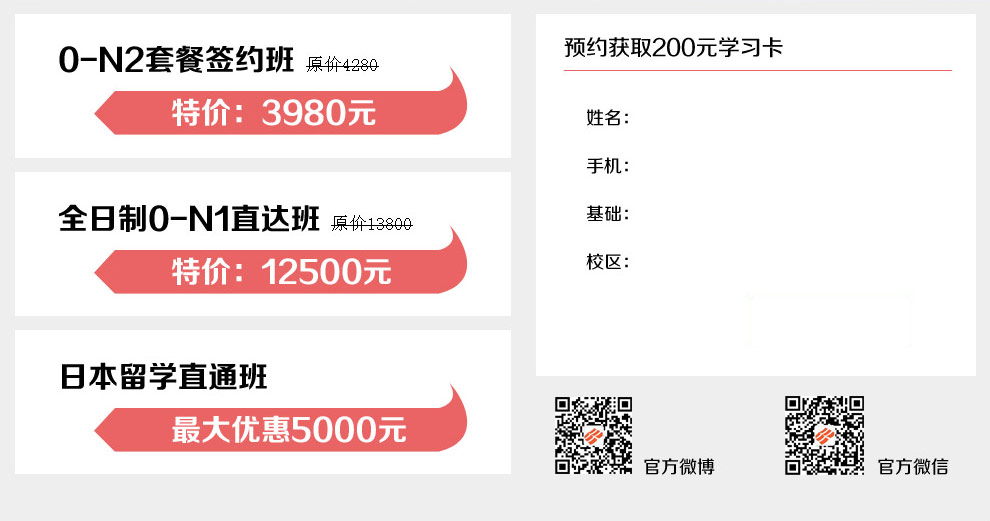 0-N2套餐签约班 原价4280
特价：3980元
全日制0-N1直达班 原价13800
特价：12500元
日本留学直通班
最大优惠5000元
预约获取200元学习卡
姓名：
手机：
基础：
校区：
官方微博
官方微信